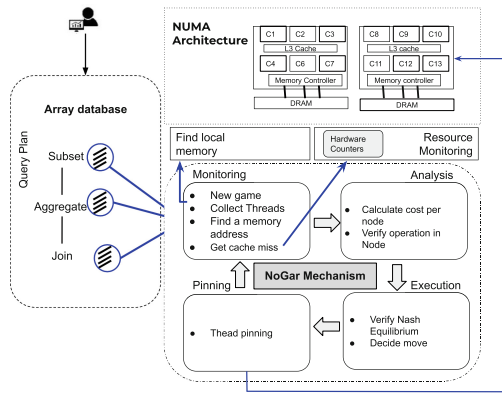 NUMA
Architecture
C1 C2 C3
L3 Cache
C4 C6 C7
Memory Controller
DRAM
C8 C9 C10
L3 cache
C11 C12 C13
Memory controller
DRAM
Array database
Query Plan
Subset
Aggregate
Join
Find local
memory
Hardware
Counters
Resource
Monitoring
Monitoring
New game
Collect Threads
Find a memory
address
Get cache miss
Analysis
Calculate cost per
node
Verify operation in
Node
NoGar Mechanism
Pinning
Thead pinning
Execution
Verify Nash
Equilibrium
Decide move